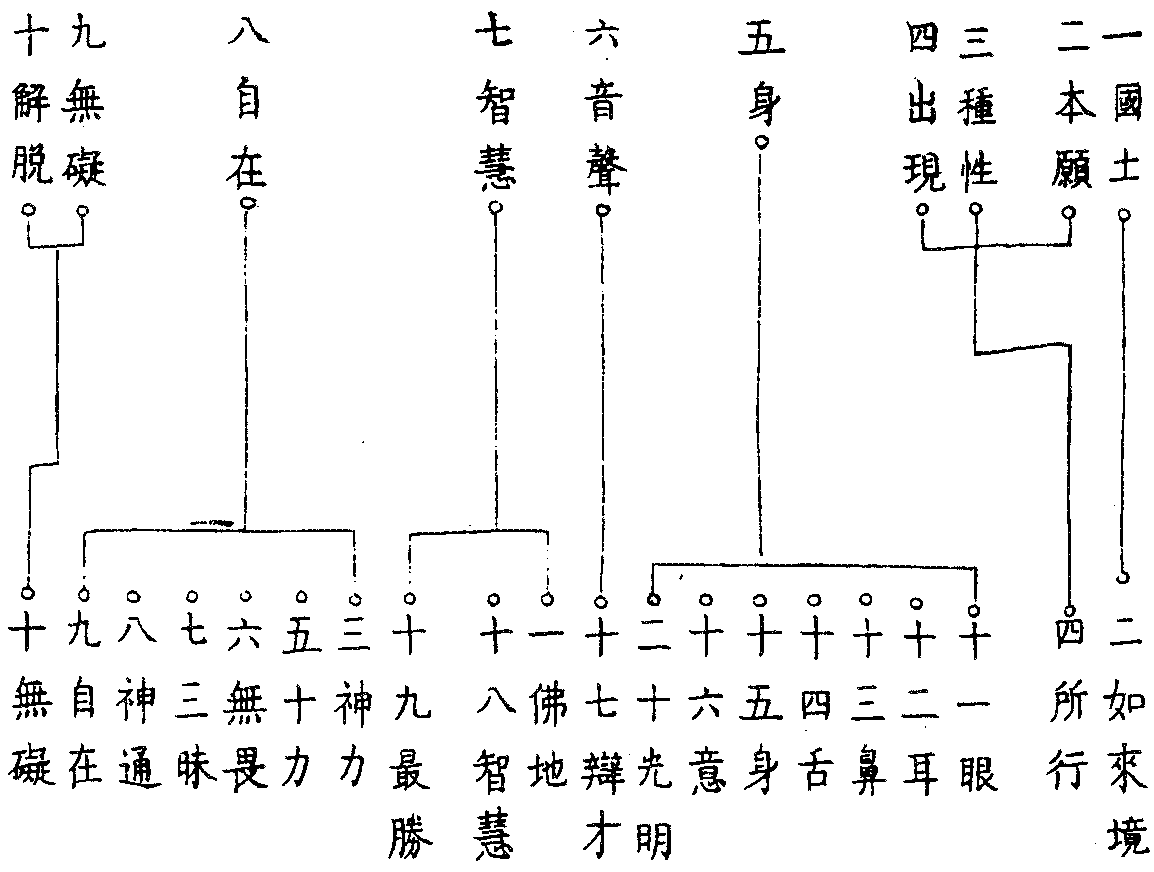 一國土
二本願
三種性
四出現
五身
六音聲
七智慧
八自在
九無礙
十解脫
二如來境
四所行
十一眼
十二耳
十三鼻
十四舌
十五身
十六意
二十光明
十七辯才
一佛地
十八智慧
十九最勝
三神力
五十力
六無畏
七三昧
八神通
九自在
十無礙